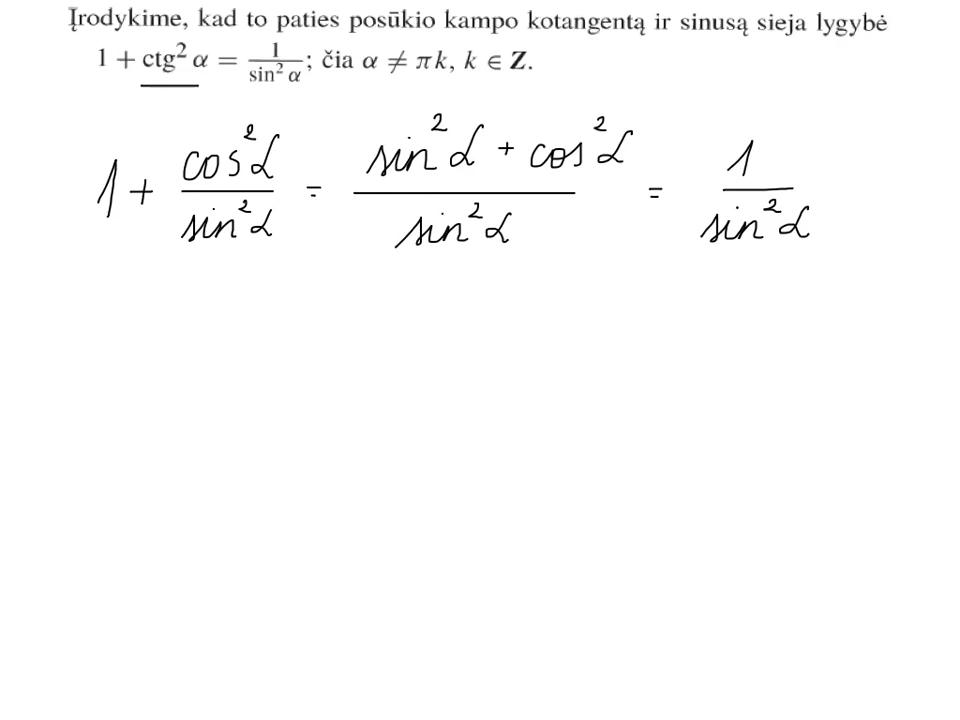 Įrodykime, kad to paties posūkio kampo kotangentą ir sinusą sieja lygybė
1 + ctg² α = 1/sin² α; čia α ≠ πk, k ∈ Z.
1 + cos²α/sin²α = (sin²α + cos²α)/sin²α = 1/sin²α